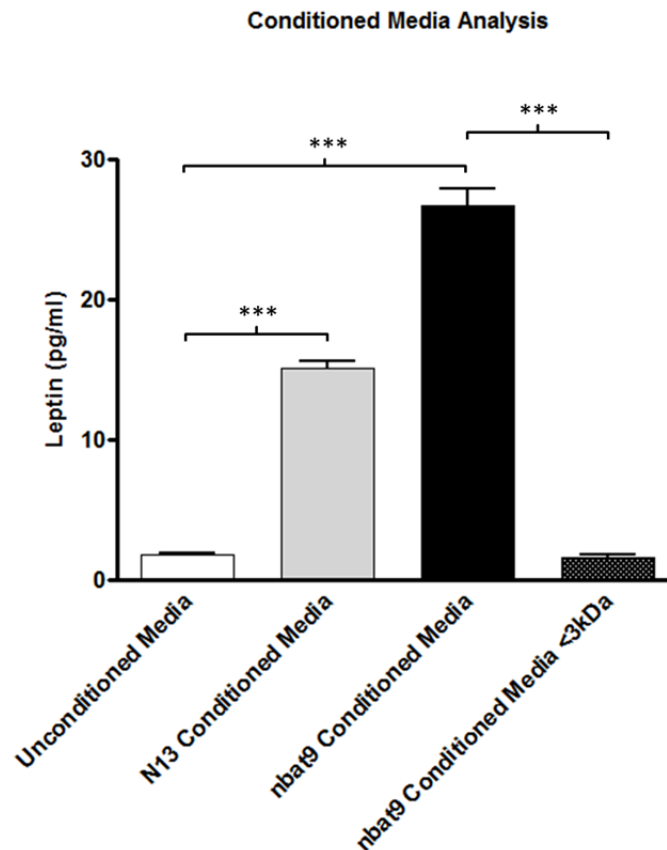 Conditioned Media Analysis
***
***
***
30
20
10
0
Leptin (pg/ml)
Unconditioned Media
N13 Conditioned Media
nbat9 Conditioned Media
nbat9 Conditioned Media <3kDa